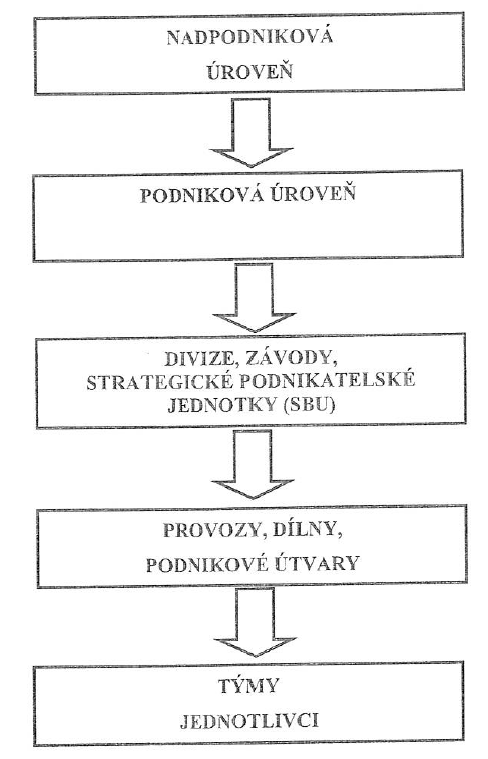 NADPODNIKOVÁ
ÚROVEŇ
PODNIKOVÁ ÚROVEŇ
DIVIZE, ZÁVODY,
STRATEGICKÉ PODNIKATELSKÉ
JEDNOTKY (SBU)
PROVOZY, DÍLNY,
PODNIKOVÉ ÚTVARY
TÝMY
JEDNOTLIVCI